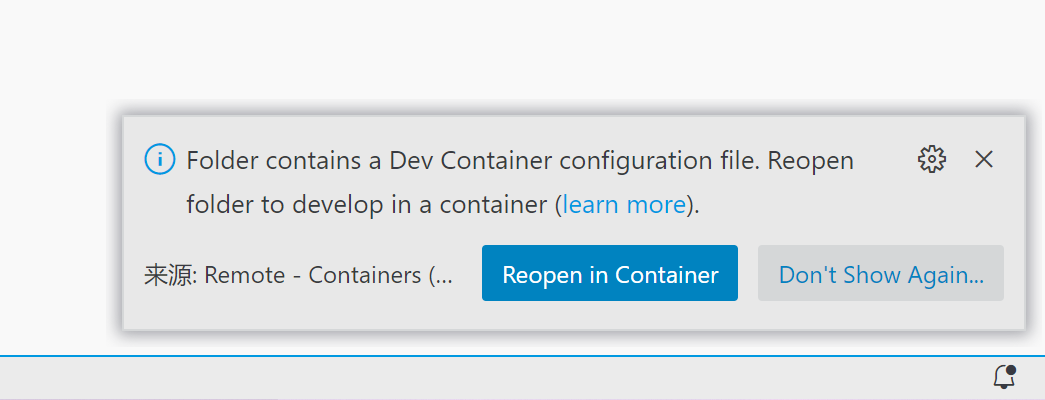 Folder contains a Dev Container configuration file. Reopen
folder to develop in a container (learn more).
来源: Remote - Containers (... Reopen in Container Don't Show Again...